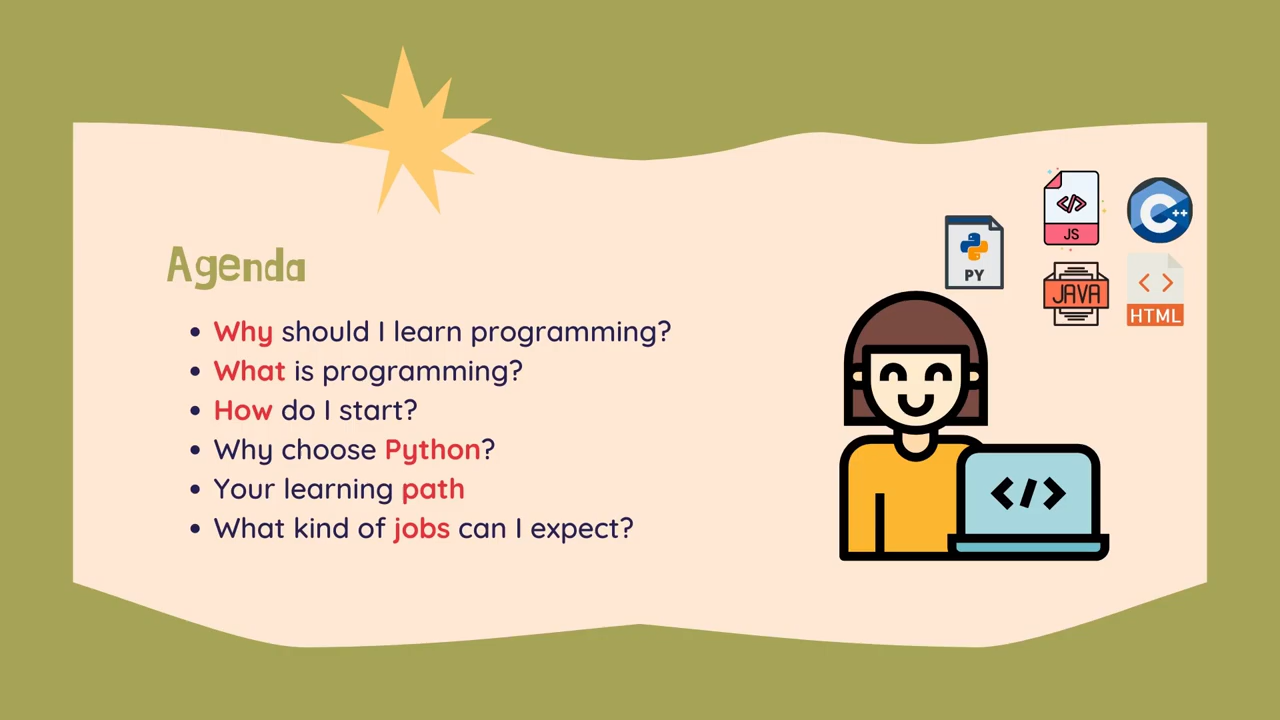 Agenda
• Why should I learn programming?
• What is programming?
• How do I start?
• Why choose Python?
• Your learning path
• What kind of jobs can I expect?
PY
</>
JS
C++
JAVA
< >
HTML
</>